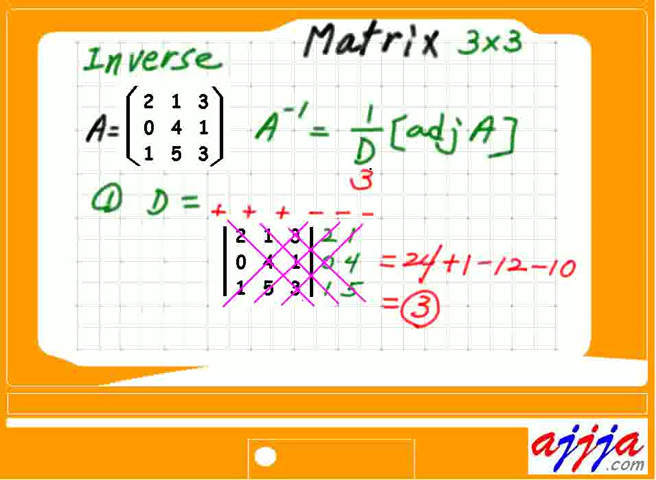 Matrix 3×3
Inverse
A = ( 2 1 3
0 4 1
1 5 3 )
A⁻¹ = 1/D [adj A]
3
① D =
+ + + - - -
2 1 3 2 1
0 4 1 0 4
1 5 3 1 5
= 24 + 1 - 12 - 10
= 3
ajjja
.com